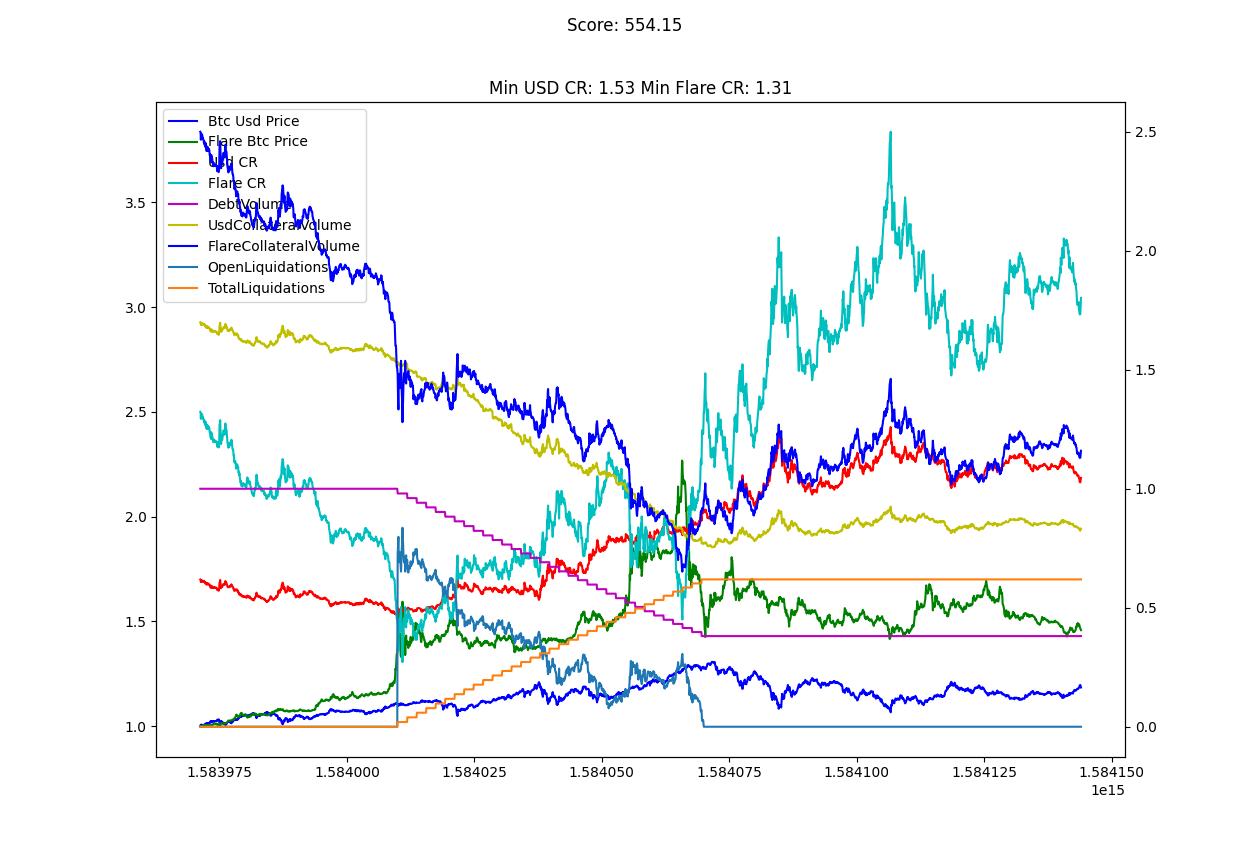 Score: 554.15
Min USD CR: 1.53 Min Flare CR: 1.31
Btc Usd Price
Flare Btc Price
Usd CR
Flare CR
DebtVolume
UsdCollateralVolume
FlareCollateralVolume
OpenLiquidations
TotalLiquidations
3.5
3.0
2.5
2.0
1.5
1.0
2.5
2.0
1.5
1.0
0.5
0.0
1.583975
1.584000
1.584025
1.584050
1.584075
1.584100
1.584125
1.584150
1e15